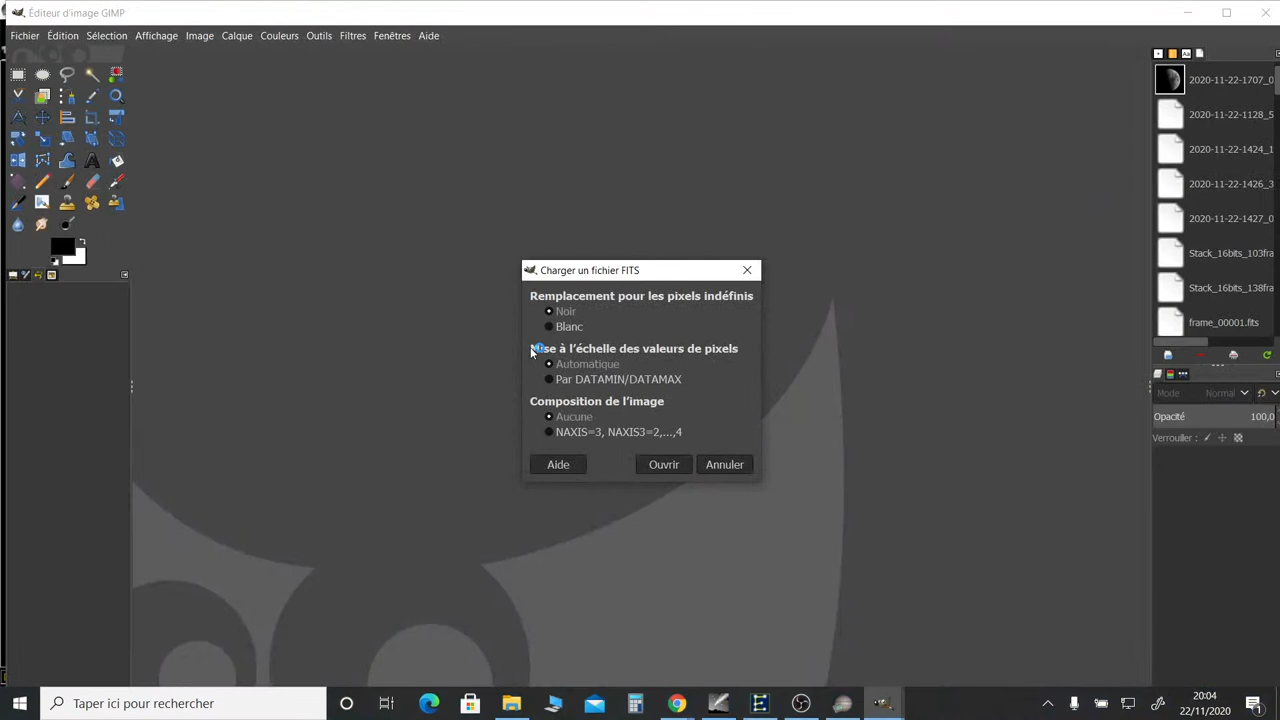 Éditeur d'image GIMP
Fichier Édition Sélection Affichage Image Calque Couleurs Outils Filtres Fenêtres Aide
Aa
2020-11-22-1707_0
2020-11-22-1128_5
2020-11-22-1424_1
2020-11-22-1426_3
2020-11-22-1427_0
Stack_16bits_103fra
Stack_16bits_138fra
frame_00001.fits
Charger un fichier FITS
Remplacement pour les pixels indéfinis
Noir
Blanc
à l'échelle des valeurs de pixels
Automatique
Par DATAMIN/DATAMAX
Composition de l'image
Aucune
NAXIS=3, NAXIS3=2,...,4
Aide Ouvrir Annuler
Mode Normal
Opacité 100,0
Verrouiller :
Taper ici pour rechercher
20:04
22/11/2020
1